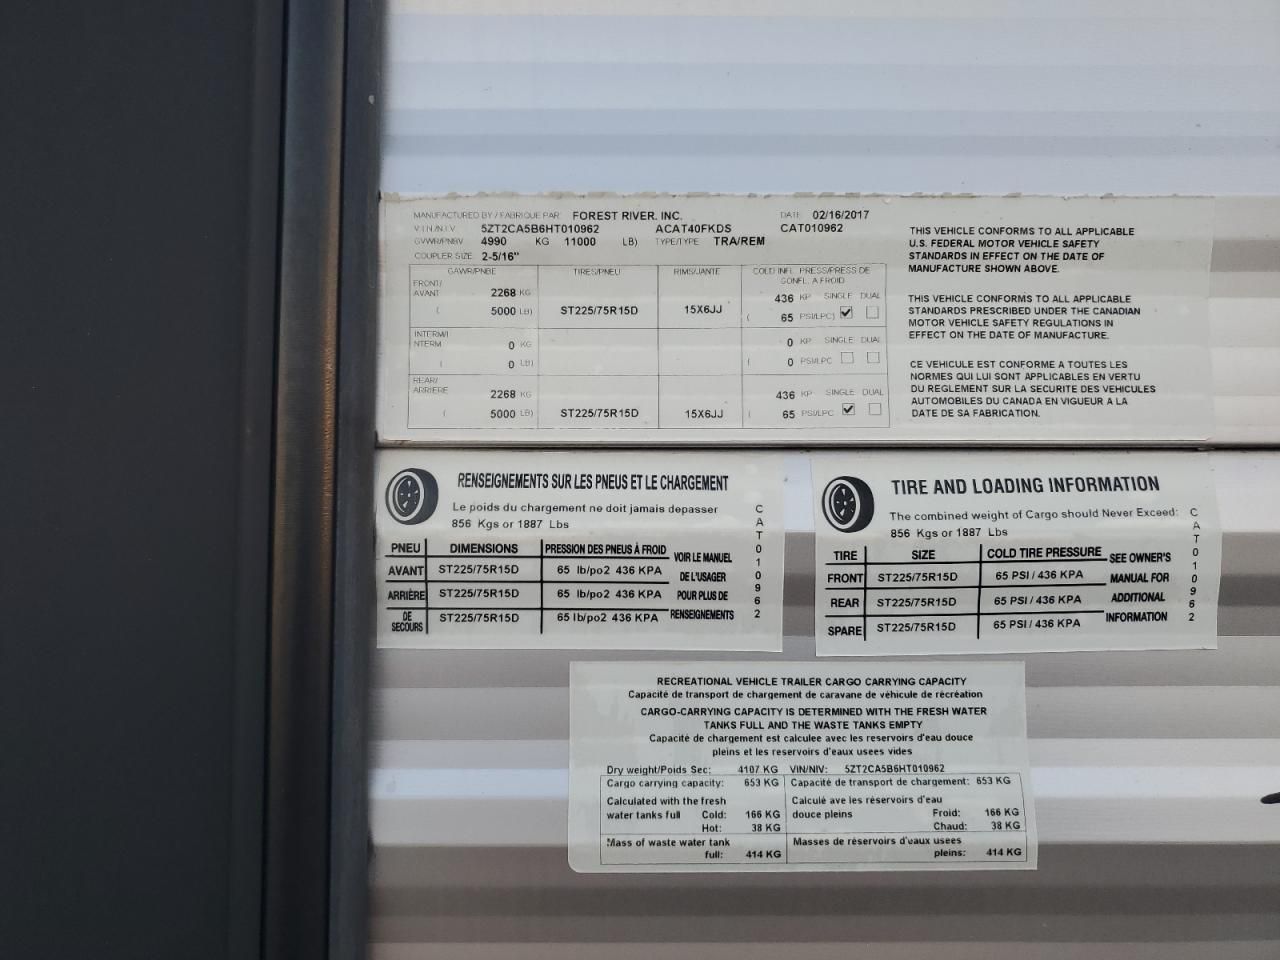 MANUFACTURED BY / FABRIQUE PAR: FOREST RIVER. INC. DATE 02/16/2017
V.I.N/N.I.V. 5ZT2CA5B6HT010962 ACAT40FKDS CAT010962
GVWR/PNBV 4990 KG 11000 LB) TYPE/TYPE TRA/REM
COUPLER SIZE 2-5/16"
GAWR/PNBE TIRES/PNEU RIMS/JANTE COLD INFL. PRESS/PRESS DE GONFL. A FROID
FRONT/ AVANT 2268 KG 436 KP SINGLE DUAL
( 5000 LB) ST225/75R15D 15X6JJ ( 65 PSI/LPC)
INTERM/I NTERM 0 KG 0 KP SINGLE DUAL
( 0 LB) ( 0 PSI/LPC
REAR/ ARRIERE 2268 KG 436 KP SINGLE DUAL
( 5000 LB) ST225/75R15D 15X6JJ ( 65 PSI/LPC
THIS VEHICLE CONFORMS TO ALL APPLICABLE
U.S. FEDERAL MOTOR VEHICLE SAFETY
STANDARDS IN EFFECT ON THE DATE OF
MANUFACTURE SHOWN ABOVE.
THIS VEHICLE CONFORMS TO ALL APPLICABLE
STANDARDS PRESCRIBED UNDER THE CANADIAN
MOTOR VEHICLE SAFETY REGULATIONS IN
EFFECT ON THE DATE OF MANUFACTURE.
CE VEHICULE EST CONFORME A TOUTES LES
NORMES QUI LUI SONT APPLICABLES EN VERTU
DU REGLEMENT SUR LA SECURITE DES VEHICULES
AUTOMOBILES DU CANADA EN VIGUEUR A LA
DATE DE SA FABRICATION.
RENSEIGNEMENTS SUR LES PNEUS ET LE CHARGEMENT
Le poids du chargement ne doit jamais depasser
856 Kgs or 1887 Lbs
PNEU DIMENSIONS PRESSION DES PNEUS À FROID
AVANT ST225/75R15D 65 lb/po2 436 KPA
ARRIÈRE ST225/75R15D 65 lb/po2 436 KPA
DE SECOURS ST225/75R15D 65 lb/po2 436 KPA
VOIR LE MANUEL
DE L'USAGER
POUR PLUS DE
RENSEIGNEMENTS
CAT010962
TIRE AND LOADING INFORMATION
The combined weight of Cargo should Never Exceed:
856 Kgs or 1887 Lbs
TIRE SIZE COLD TIRE PRESSURE
FRONT ST225/75R15D 65 PSI / 436 KPA
REAR ST225/75R15D 65 PSI / 436 KPA
SPARE ST225/75R15D 65 PSI / 436 KPA
SEE OWNER'S
MANUAL FOR
ADDITIONAL
INFORMATION
CAT010962
RECREATIONAL VEHICLE TRAILER CARGO CARRYING CAPACITY
Capacité de transport de chargement de caravane de véhicule de récréation
CARGO-CARRYING CAPACITY IS DETERMINED WITH THE FRESH WATER
TANKS FULL AND THE WASTE TANKS EMPTY
Capacité de chargement est calculee avec les reservoirs d'eau douce
pleins et les reservoirs d'eaux usees vides
Dry weight/Poids Sec: 4107 KG VIN/NIV: 5ZT2CA5B6HT010962
Cargo carrying capacity: 653 KG Capacité de transport de chargement: 653 KG
Calculated with the fresh Calculé ave les réservoirs d'eau
water tanks full Cold: 166 KG douce pleins Froid: 166 KG
Hot: 38 KG Chaud: 38 KG
Mass of waste water tank Masses de réservoirs d'eaux usees
full: 414 KG pleins: 414 KG